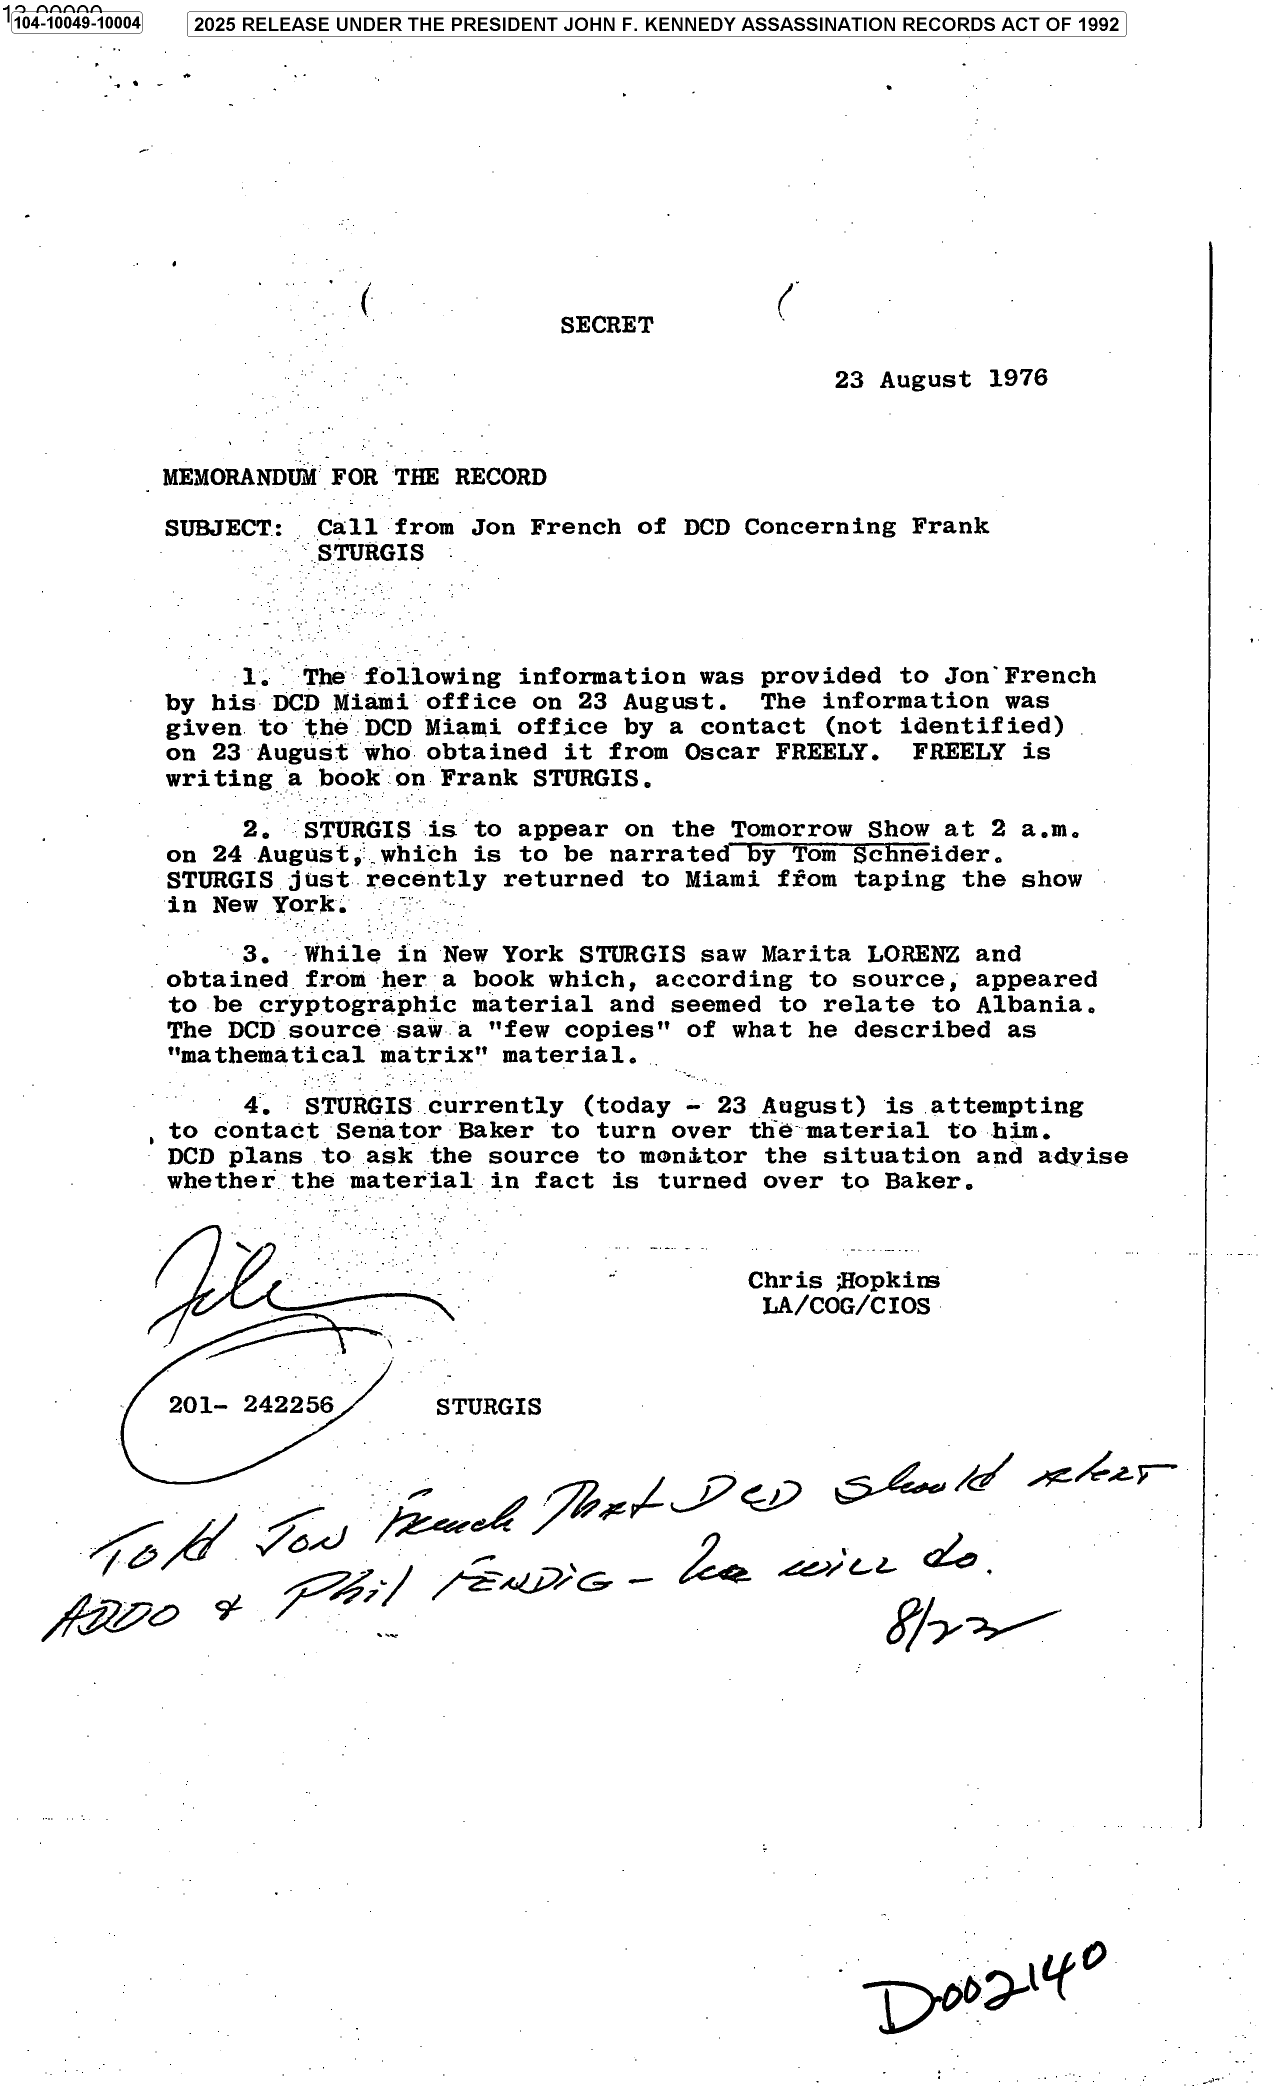 13-00000
104-10049-10004
2025 RELEASE UNDER THE PRESIDENT JOHN F. KENNEDY ASSASSINATION RECORDS ACT OF 1992
SECRET
23 August 1976
MEMORANDUM FOR THE RECORD
SUBJECT: Call from Jon French of DCD Concerning Frank
STURGIS
1. The following information was provided to Jon French
by his DCD Miami office on 23 August. The information was
given to the DCD Miami office by a contact (not identified)
on 23 August who obtained it from Oscar FREELY. FREELY is
writing a book on Frank STURGIS.
2. STURGIS is to appear on the Tomorrow Show at 2 a.m.
on 24 August, which is to be narrated by Tom Schneider.
STURGIS just recently returned to Miami from taping the show
in New York.
3. While in New York STURGIS saw Marita LORENZ and
obtained from her a book which, according to source, appeared
to be cryptographic material and seemed to relate to Albania.
The DCD source saw a "few copies" of what he described as
"mathematical matrix" material.
4. STURGIS currently (today - 23 August) is attempting
to contact Senator Baker to turn over the material to him.
DCD plans to ask the source to monitor the situation and advise
whether the material in fact is turned over to Baker.
File
Chris ;Hopkins
LA/COG/CIOS
201- 242256 STURGIS
Told Jon French That DCD should alert
ADDO & Phil FENDIG - he will do.
8/23
D002140